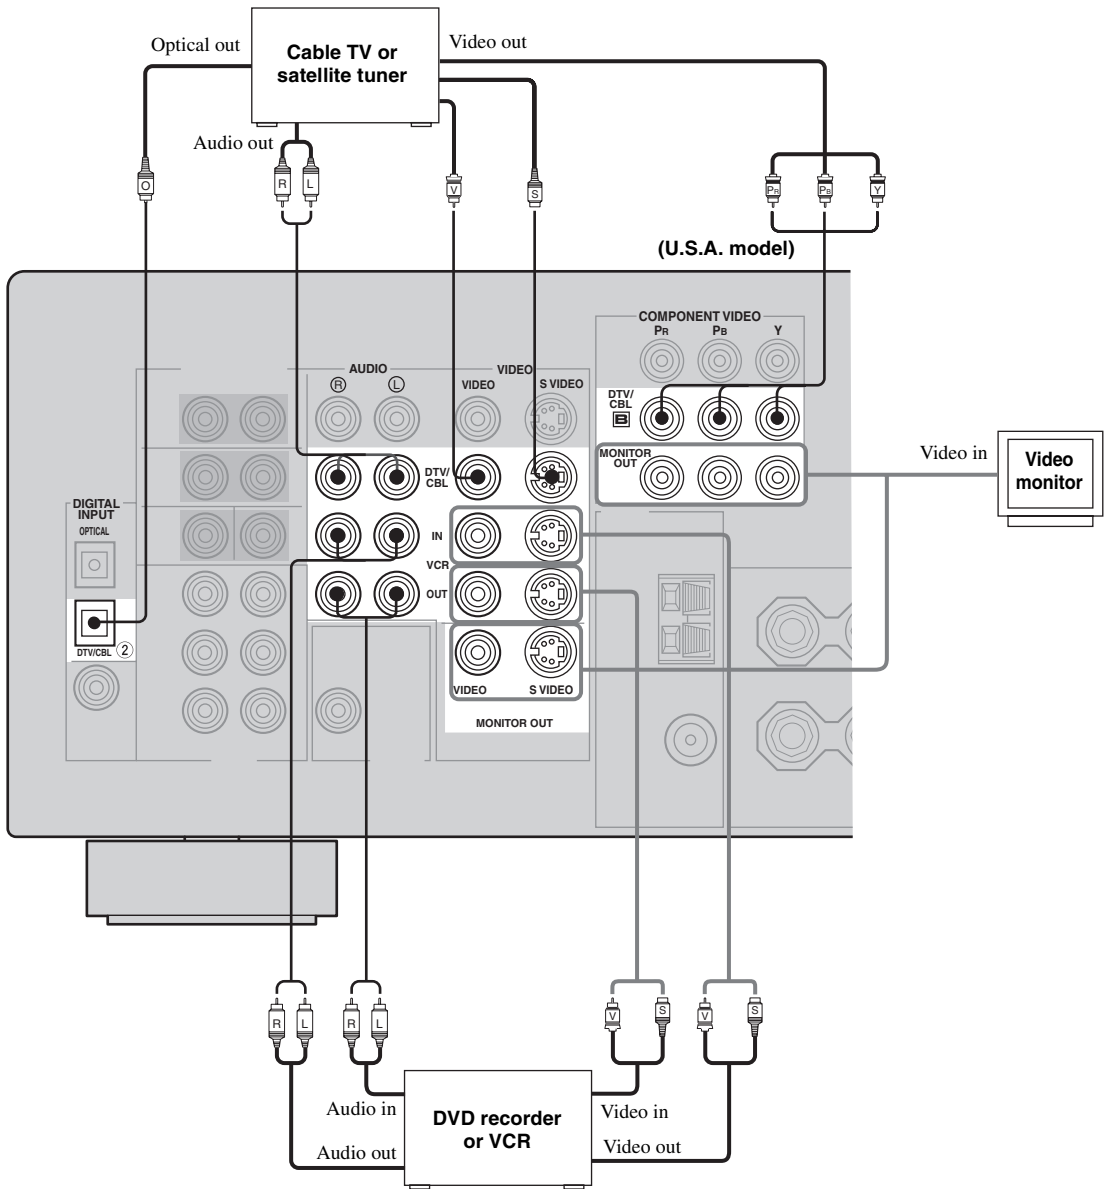 Optical out
Cable TV or
satellite tuner
Video out
Audio out
O
R L
V
S
PR PB Y
(U.S.A. model)
COMPONENT VIDEO
PR PB Y
AUDIO
R L
VIDEO
VIDEO S VIDEO
DTV/
CBL
B
MONITOR
OUT
Video in
Video
monitor
DTV/
CBL
DIGITAL
INPUT
OPTICAL
IN
VCR
OUT
DTV/CBL 2
VIDEO S VIDEO
MONITOR OUT
R L R L
V S V S
Audio in
Audio out
DVD recorder
or VCR
Video in
Video out